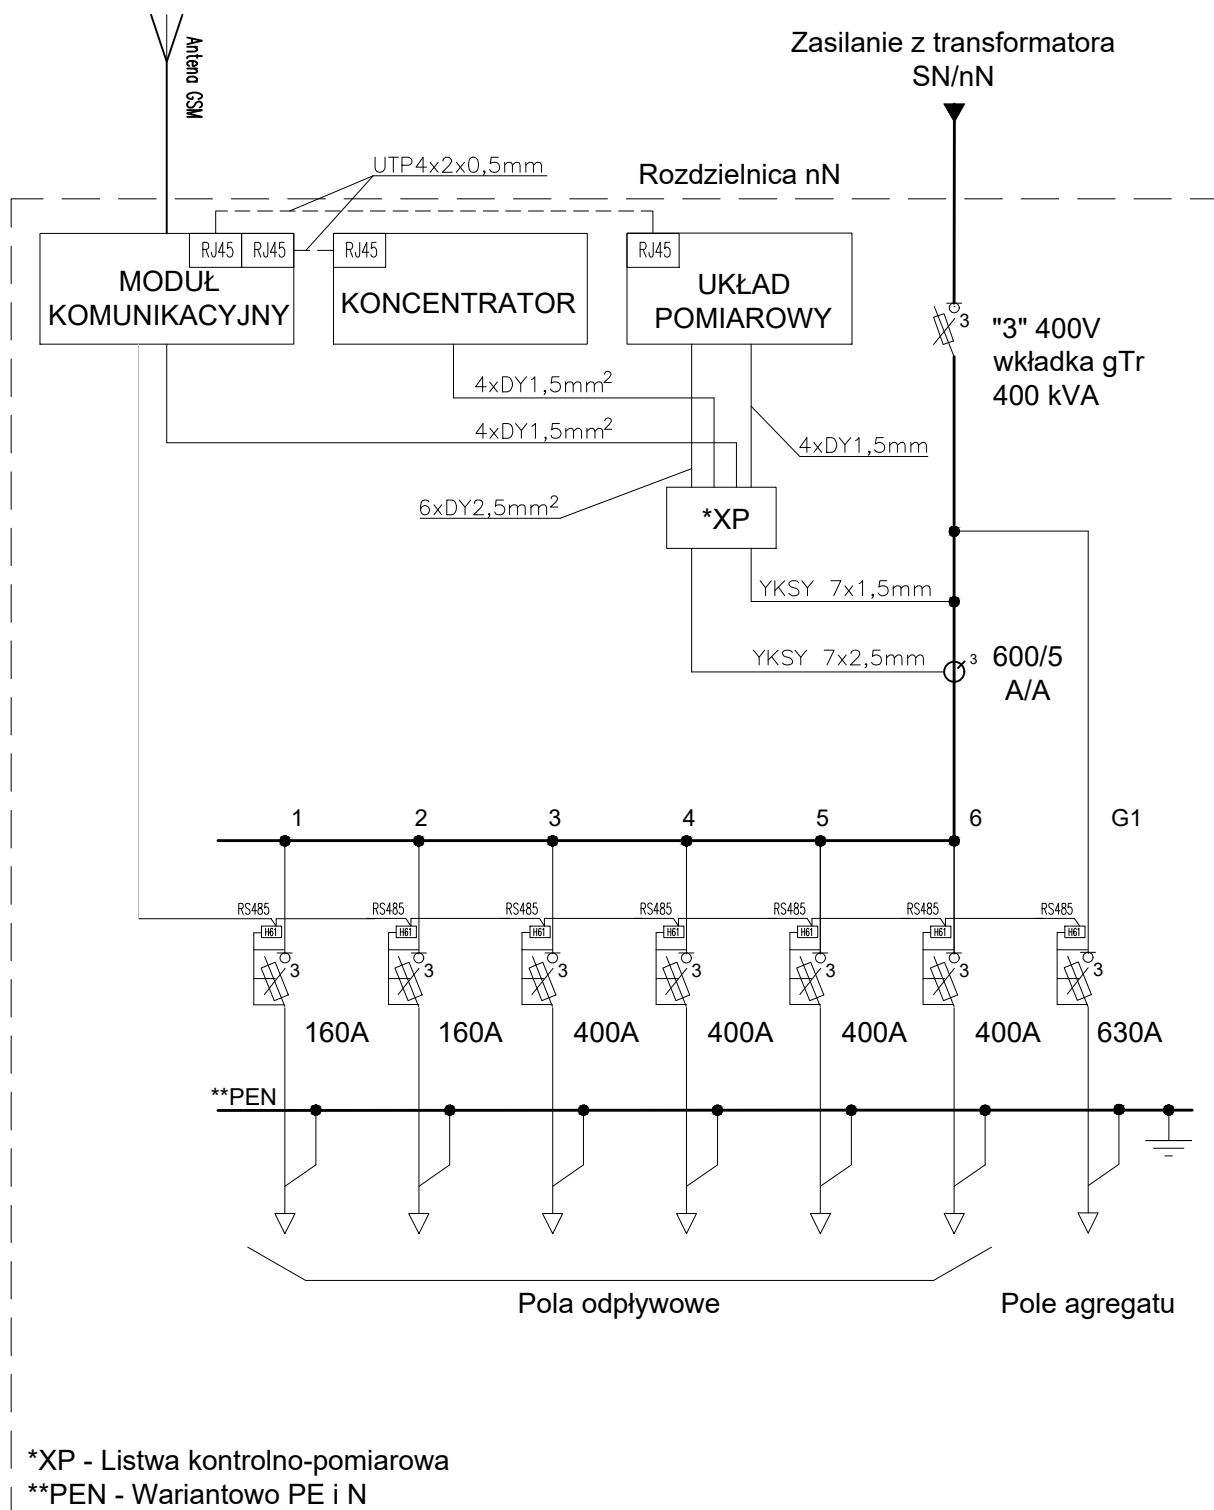 Antena GSM
Zasilanie z transformatora
SN/nN
UTP4x2x0,5mm
Rozdzielnica nN
RJ45 RJ45 RJ45 RJ45
MODUŁ
KOMUNIKACYJNY
KONCENTRATOR
UKŁAD
POMIAROWY
3
"3" 400V
wkładka gTr
400 kVA
4xDY1,5mm²
4xDY1,5mm²
4xDY1,5mm
6xDY2,5mm²
*XP
YKSY 7x1,5mm
YKSY 7x2,5mm
3
600/5
A/A
1 2 3 4 5 6 G1
RS485 RS485 RS485 RS485 RS485 RS485 RS485
H61 H61 H61 H61 H61 H61 H61
3 3 3 3 3 3 3
160A 160A 400A 400A 400A 400A 630A
**PEN
Pola odpływowe
Pole agregatu
*XP - Listwa kontrolno-pomiarowa
**PEN - Wariantowo PE i N